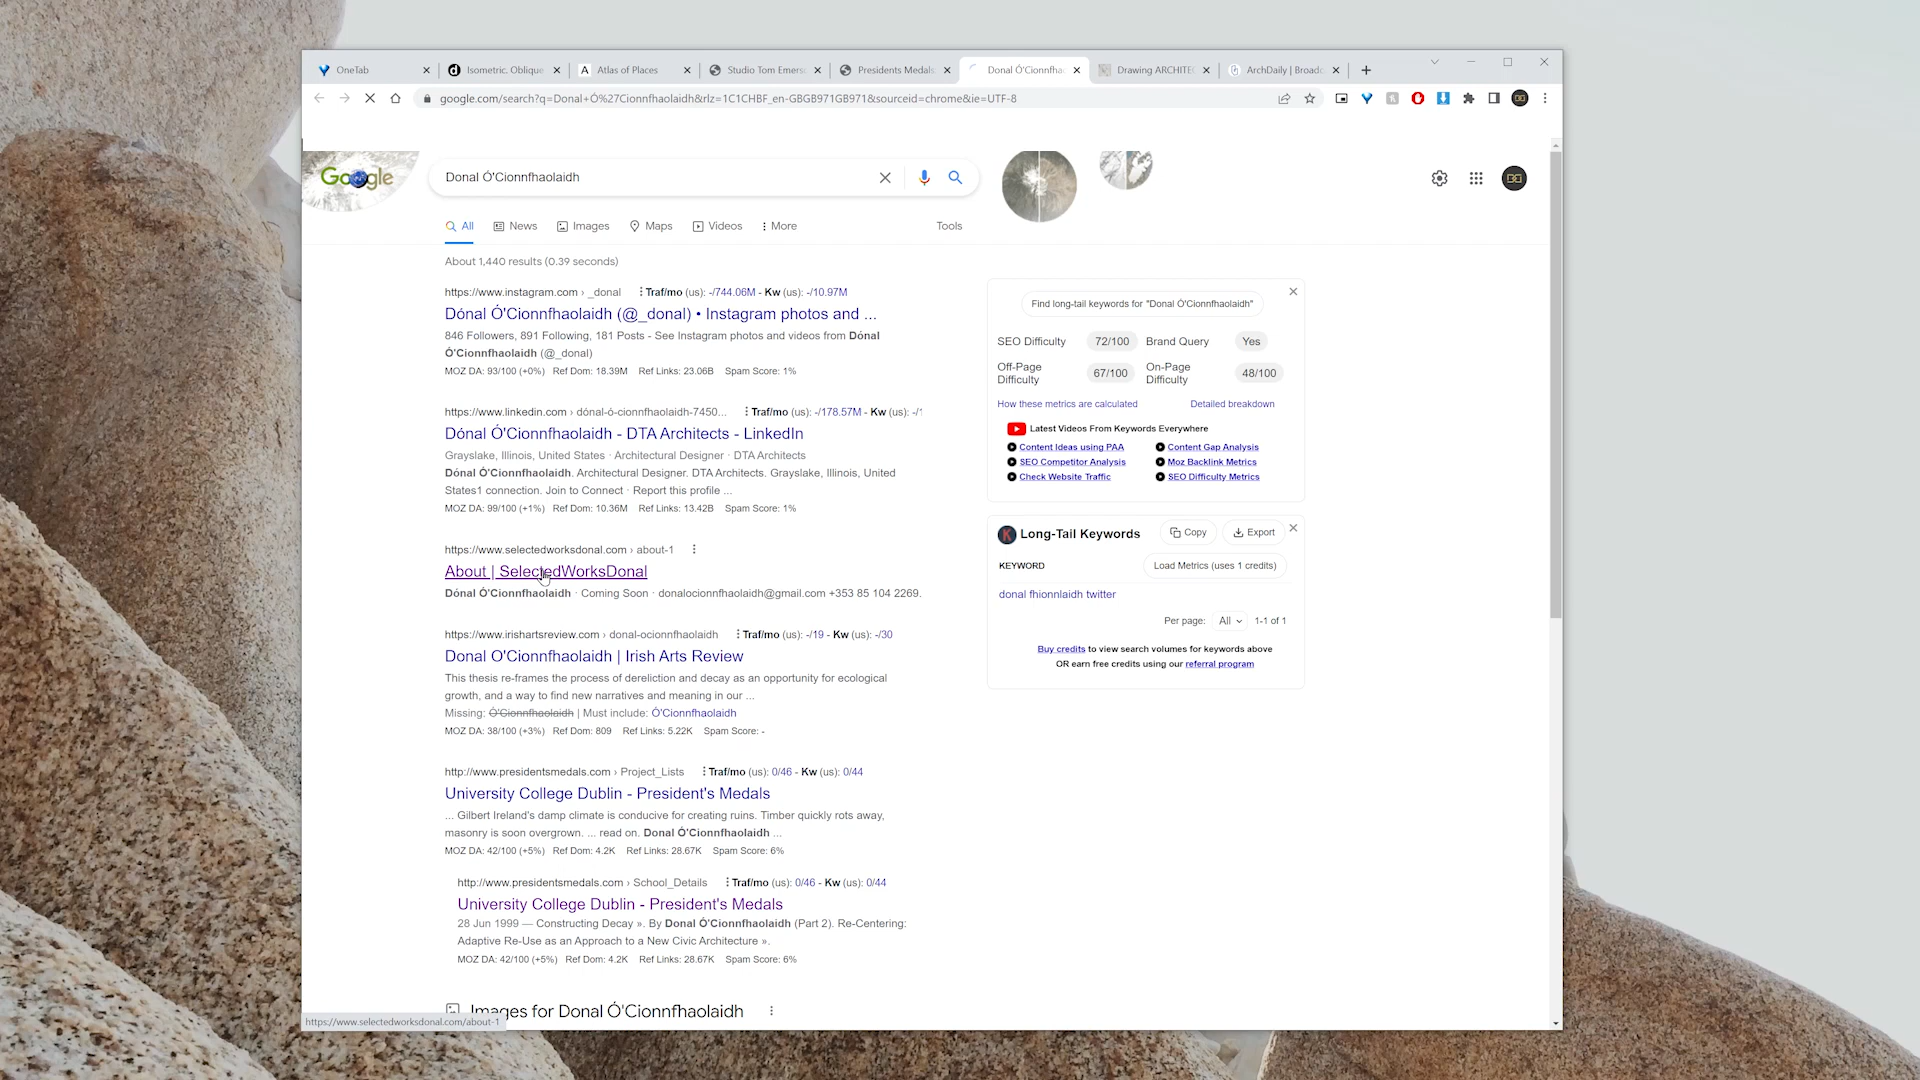 OneTab
Isometric, Oblique
A Atlas of Places
Studio Tom Emers
Presidents Medals:
Donal Ó'Cionnfhao
Drawing ARCHITE
ArchDaily | Broadc
google.com/search?q=Donal+Ó%27Cionnfhaolaidh&rlz=1C1CHBF_en-GBGB971GB971&sourceid=chrome&ie=UTF-8
Google
Donal Ó'Cionnfhaolaidh
All
News
Images
Maps
Videos
More
Tools
About 1,440 results (0.39 seconds)
https://www.instagram.com › _donal Traf/mo (us): -/744.06M - Kw (us): -/10.97M
Dónal Ó'Cionnfhaolaidh (@_donal) • Instagram photos and ...
846 Followers, 891 Following, 181 Posts - See Instagram photos and videos from Dónal
Ó'Cionnfhaolaidh (@_donal)
MOZ DA: 93/100 (+0%) Ref Dom: 18.39M Ref Links: 23.06B Spam Score: 1%
https://www.linkedin.com › dónal-ó-cionnfhaolaidh-7450... Traf/mo (us): -/178.57M - Kw (us): -/1
Dónal Ó'Cionnfhaolaidh - DTA Architects - LinkedIn
Grayslake, Illinois, United States · Architectural Designer · DTA Architects
Dónal Ó'Cionnfhaolaidh. Architectural Designer. DTA Architects. Grayslake, Illinois, United
States1 connection. Join to Connect · Report this profile ...
MOZ DA: 99/100 (+1%) Ref Dom: 10.36M Ref Links: 13.42B Spam Score: 1%
https://www.selectedworksdonal.com › about-1
About | SelectedWorksDonal
Dónal Ó'Cionnfhaolaidh · Coming Soon · donalocionnfhaolaidh@gmail.com +353 85 104 2269.
https://www.irishartsreview.com › donal-ocionnfhaolaidh Traf/mo (us): -/19 - Kw (us): -/30
Donal O'Cionnfhaolaidh | Irish Arts Review
This thesis re-frames the process of dereliction and decay as an opportunity for ecological
growth, and a way to find new narratives and meaning in our ...
Missing: Ó'Cionnfhaolaidh | Must include: Ó'Cionnfhaolaidh
MOZ DA: 38/100 (+3%) Ref Dom: 809 Ref Links: 5.22K Spam Score: -
http://www.presidentsmedals.com › Project_Lists Traf/mo (us): 0/46 - Kw (us): 0/44
University College Dublin - President's Medals
... Gilbert Ireland's damp climate is conducive for creating ruins. Timber quickly rots away,
masonry is soon overgrown. ... read on. Donal Ó'Cionnfhaolaidh ...
MOZ DA: 42/100 (+5%) Ref Dom: 4.2K Ref Links: 28.67K Spam Score: 6%
http://www.presidentsmedals.com › School_Details Traf/mo (us): 0/46 - Kw (us): 0/44
University College Dublin - President's Medals
28 Jun 1999 — Constructing Decay ». By Donal Ó'Cionnfhaolaidh (Part 2). Re-Centering:
Adaptive Re-Use as an Approach to a New Civic Architecture ».
MOZ DA: 42/100 (+5%) Ref Dom: 4.2K Ref Links: 28.67K Spam Score: 6%
Images for Donal Ó'Cionnfhaolaidh
https://www.selectedworksdonal.com/about-1
Find long-tail keywords for "Donal Ó'Cionnfhaolaidh"
SEO Difficulty 72/100 Brand Query Yes
Off-Page Difficulty 67/100 On-Page Difficulty 48/100
How these metrics are calculated Detailed breakdown
Latest Videos From Keywords Everywhere
Content Ideas using PAA Content Gap Analysis
SEO Competitor Analysis Moz Backlink Metrics
Check Website Traffic SEO Difficulty Metrics
Long-Tail Keywords Copy Export
KEYWORD Load Metrics (uses 1 credits)
donal fhionnlaidh twitter
Per page: All 1-1 of 1
Buy credits to view search volumes for keywords above
OR earn free credits using our referral program